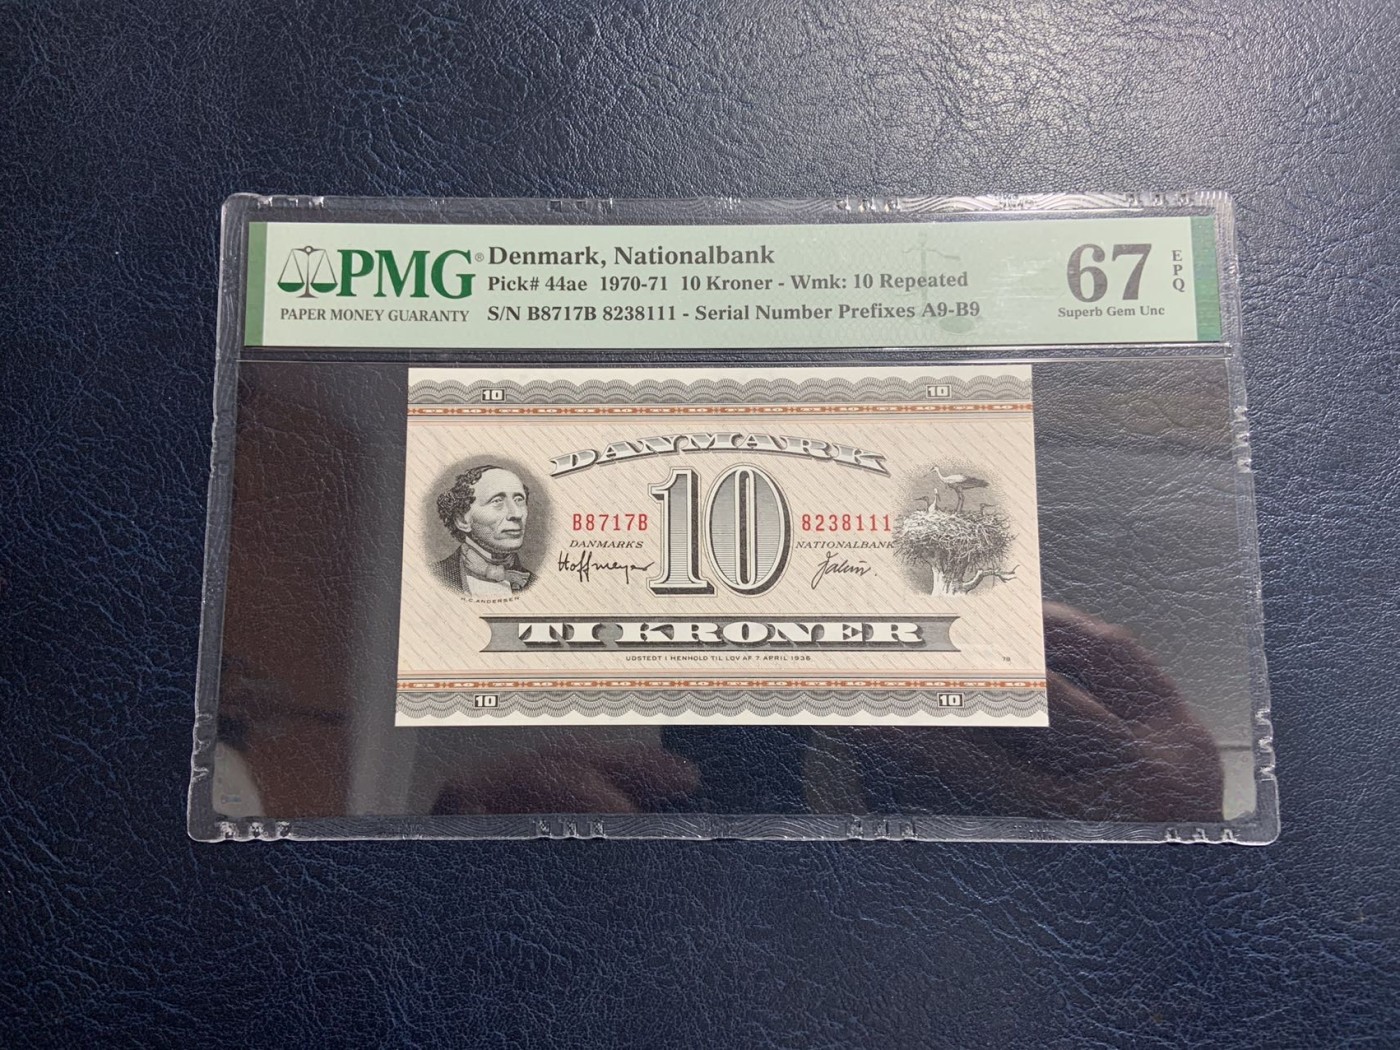 PMG®
PAPER MONEY GUARANTY
Denmark, Nationalbank
Pick# 44ae 1970-71 10 Kroner - Wmk: 10 Repeated
S/N B8717B 8238111 - Serial Number Prefixes A9-B9
67
EPQ
Superb Gem Unc
10 10
DANMARK
10
B8717B 8238111
DANMARKS NATIONALBANK
Hoffmeyer
H.C. ANDERSEN
TI KRONER
UDSTEDT I HENHOLD TIL LOV AF 7. APRIL 1936
10 10